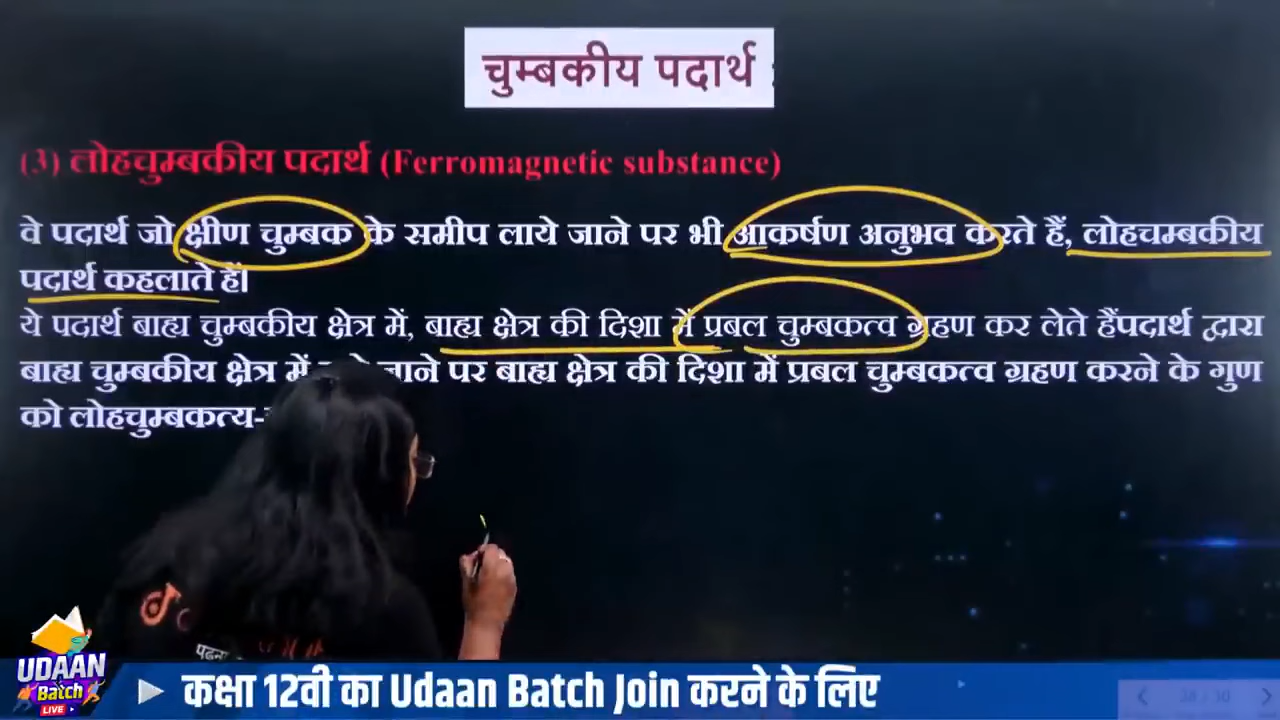 चुम्बकीय पदार्थ :
(3) लोहचुम्बकीय पदार्थ (Ferromagnetic substance)
वे पदार्थ जो क्षीण चुम्बक के समीप लाये जाने पर भी आकर्षण अनुभव करते हैं, लोहचम्बकीय
पदार्थ कहलाते हैं।
ये पदार्थ बाह्य चुम्बकीय क्षेत्र में, बाह्य क्षेत्र की दिशा में प्रबल चुम्बकत्व ग्रहण कर लेते हैंपदार्थ द्वारा
बाह्य चुम्बकीय क्षेत्र में जाने पर बाह्य क्षेत्र की दिशा में प्रबल चुम्बकत्व ग्रहण करने के गुण
को लोहचुम्बकत्य-
UDAAN
Batch
LIVE
कक्षा 12वी का Udaan Batch Join करने के लिए